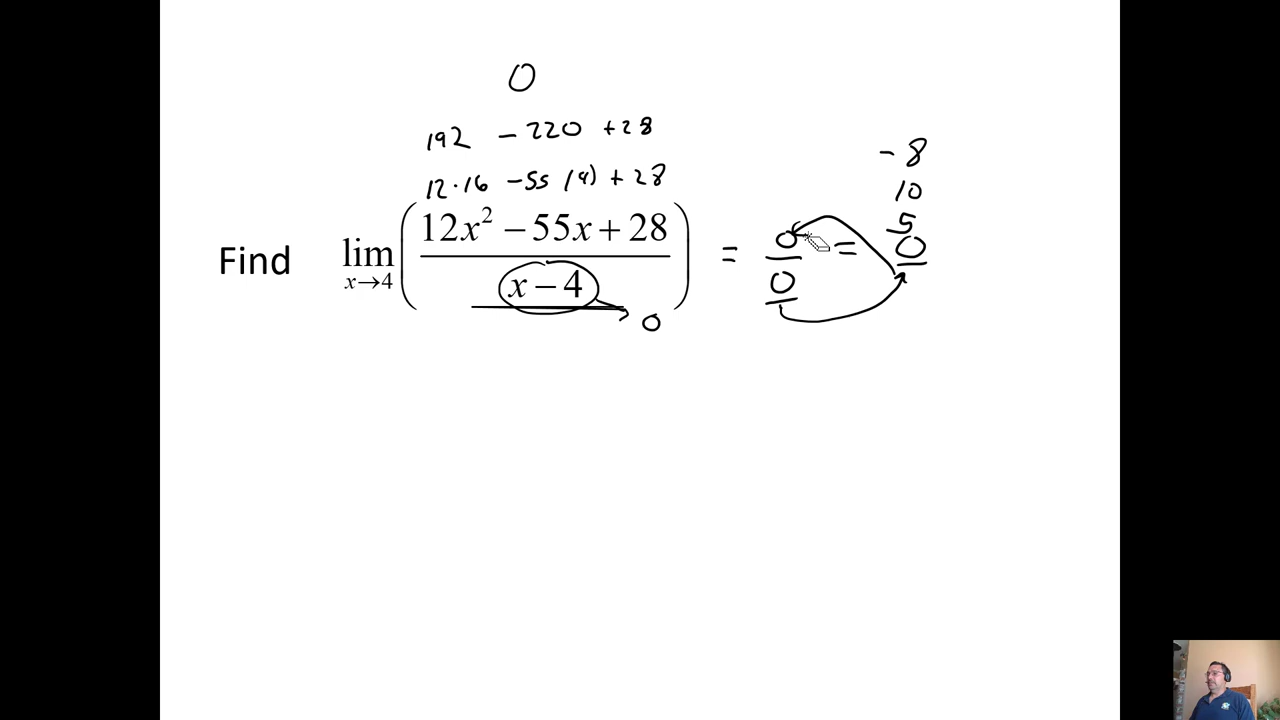 0
192 - 220 + 28
12·16 - 55 (4) + 28
- 8
10
5
Find lim x→4 ( 12x² − 55x + 28 / x − 4 ) = 0/0 = 0
0